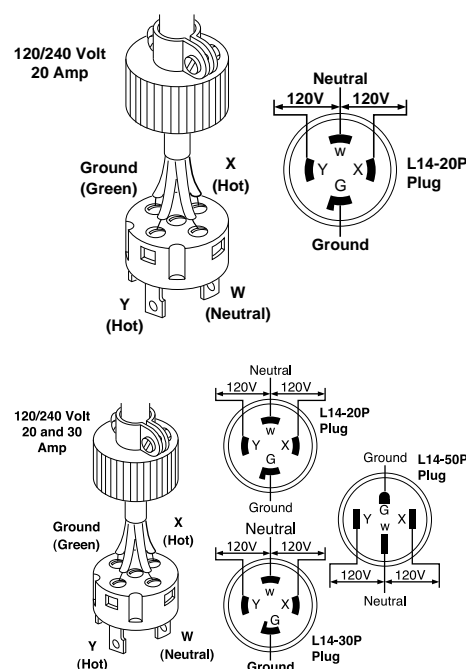 120/240 Volt
20 Amp
Ground
(Green)
X
(Hot)
Y
(Hot)
W
(Neutral)
Neutral
120V 120V
W
Y X
G
L14-20P
Plug
Ground
120/240 Volt
20 and 30
Amp
Ground
(Green)
X
(Hot)
Y
(Hot)
W
(Neutral)
Neutral
120V 120V
W
Y X
G
L14-20P
Plug
Ground
Neutral
120V 120V
W
Y X
G
L14-30P
Plug
Ground
Ground
L14-50P
Plug
G
Y X
W
120V 120V
Neutral